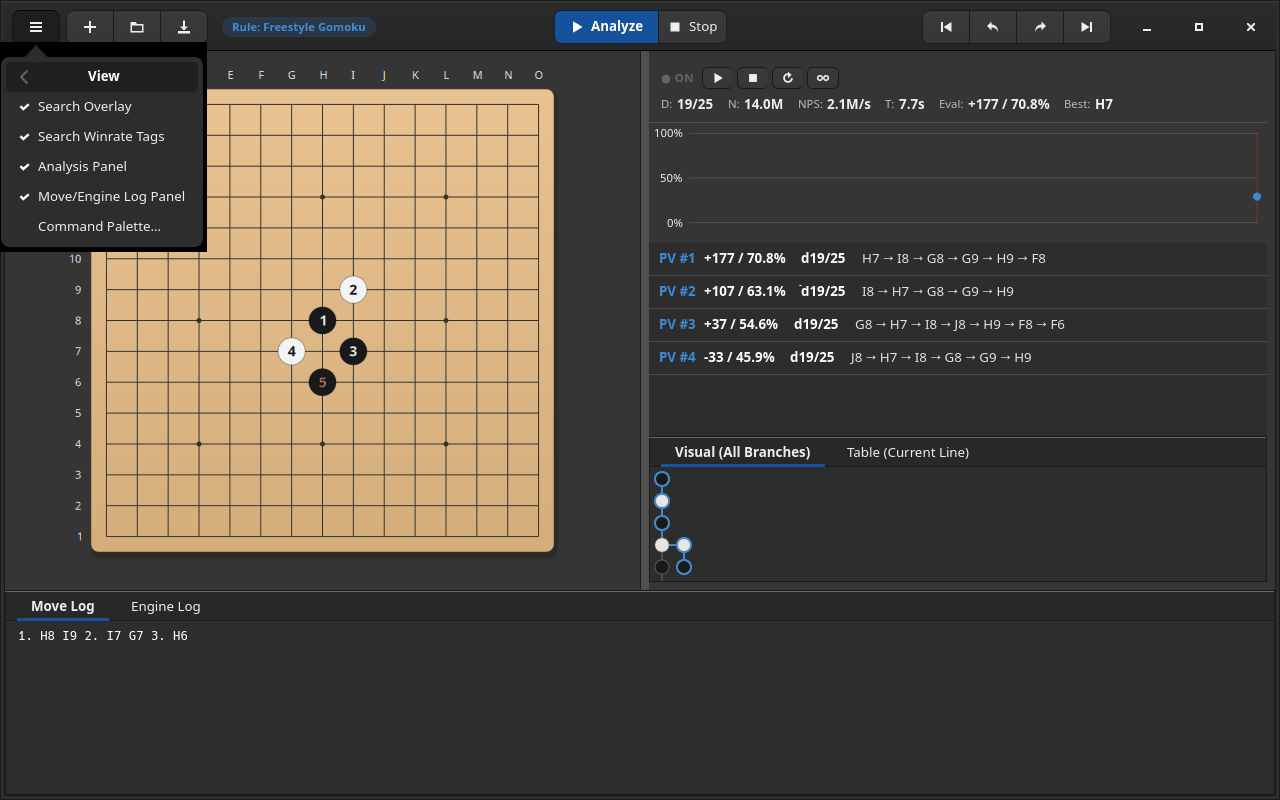 Rule: Freestyle Gomoku
Analyze
Stop
View
Search Overlay
Search Winrate Tags
Analysis Panel
Move/Engine Log Panel
Command Palette...
E F G H I J K L M N O
10
9
8
7
6
5
4
3
2
1
2
1
4
3
5
ON
D: 19/25 N: 14.0M NPS: 2.1M/s T: 7.7s Eval: +177 / 70.8% Best: H7
100%
50%
0%
PV #1 +177 / 70.8% d19/25 H7 → I8 → G8 → G9 → H9 → F8
PV #2 +107 / 63.1% d19/25 I8 → H7 → G8 → G9 → H9
PV #3 +37 / 54.6% d19/25 G8 → H7 → I8 → J8 → H9 → F8 → F6
PV #4 -33 / 45.9% d19/25 J8 → H7 → I8 → G8 → G9 → H9
Visual (All Branches) Table (Current Line)
Move Log Engine Log
1. H8 I9 2. I7 G7 3. H6